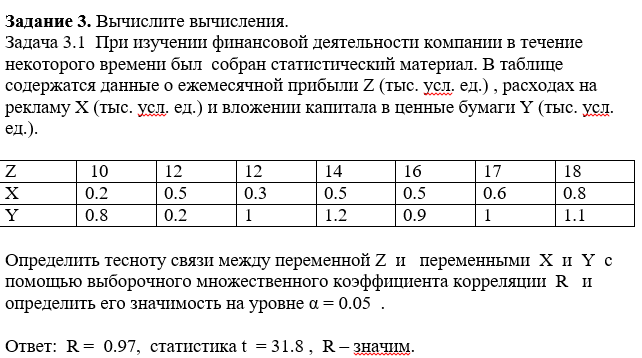 Задание 3. Вычислите вычисления.
Задача 3.1 При изучении финансовой деятельности компании в течение
некоторого времени был собран статистический материал. В таблице
содержатся данные о ежемесячной прибыли Z (тыс. усл. ед.) , расходах на
рекламу X (тыс. усл. ед.) и вложении капитала в ценные бумаги Y (тыс. усл.
ед.).
Z 10 12 12 14 16 17 18
X 0.2 0.5 0.3 0.5 0.5 0.6 0.8
Y 0.8 0.2 1 1.2 0.9 1 1.1
Определить тесноту связи между переменной Z и переменными X и Y с
помощью выборочного множественного коэффициента корреляции R и
определить его значимость на уровне α = 0.05 .
Ответ: R = 0.97, статистика t = 31.8 , R – значим.